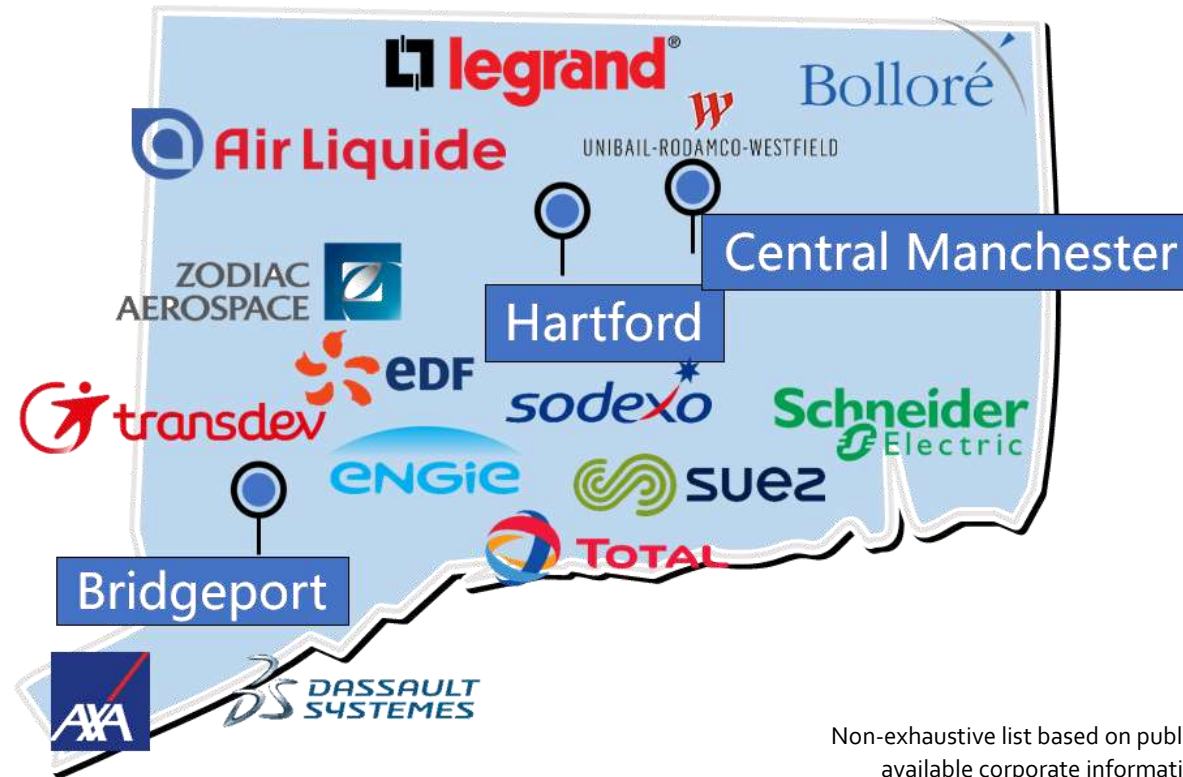 legrand®
Bolloré
Air Liquide
UNIBAIL-RODAMCO-WESTFIELD
Central Manchester
ZODIAC
AEROSPACE
Hartford
eDF
sodexo
transdev
Schneider
Electric
ENGiE
suez
TOTAL
Bridgeport
AXA
DASSAULT
SYSTEMES
Non-exhaustive list based on publ
available corporate informati